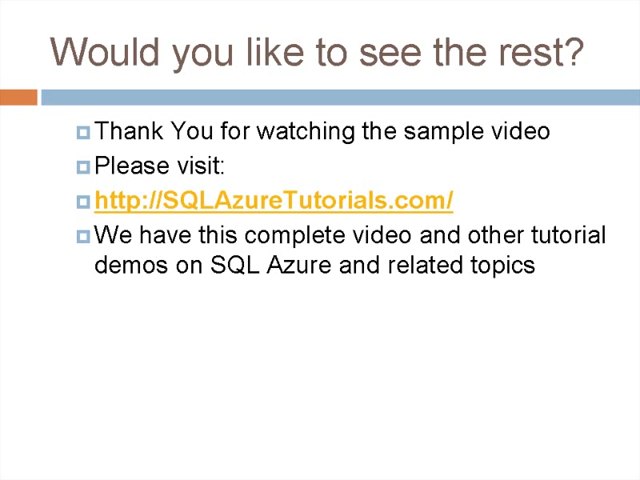 Would you like to see the rest?
Thank You for watching the sample video
Please visit:
http://SQLAzureTutorials.com/
We have this complete video and other tutorial
demos on SQL Azure and related topics